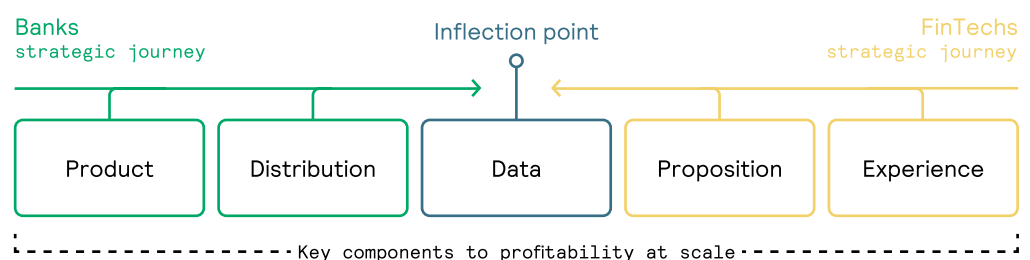 Banks
strategic journey
Inflection point
FinTechs
strategic journey
Product
Distribution
Data
Proposition
Experience
Key components to profitability at scale